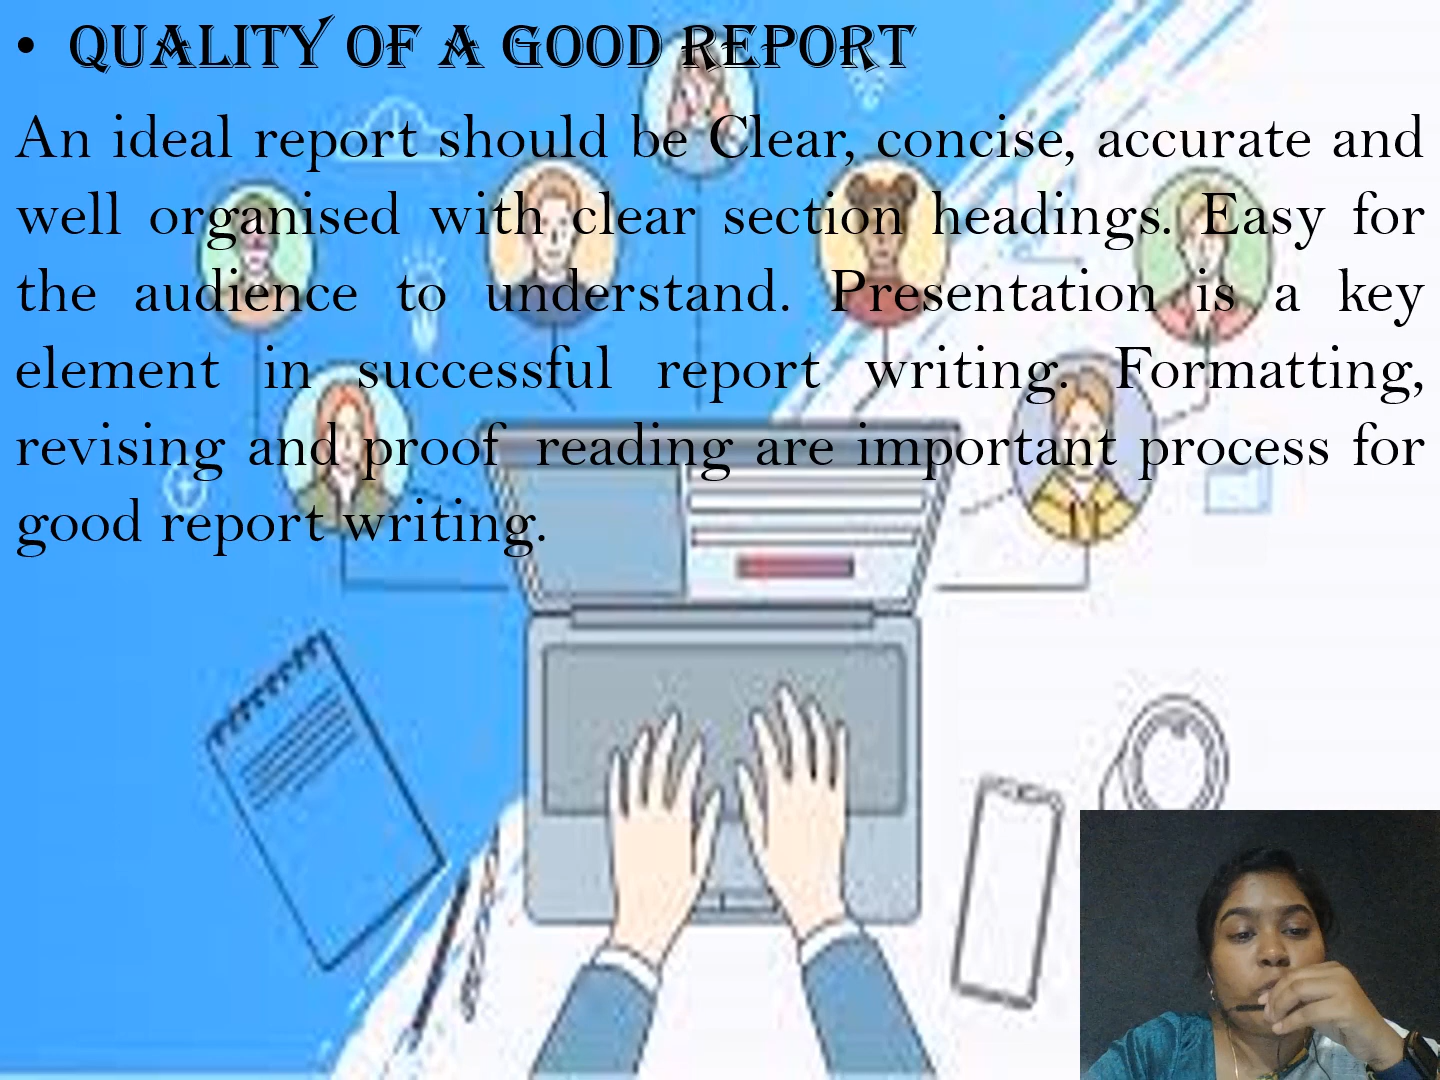 • QUALITY OF A GOOD REPORT
An ideal report should be Clear, concise, accurate and
well organised with clear section headings. Easy for
the audience to understand. Presentation is a key
element in successful report writing. Formatting,
revising and proof reading are important process for
good report writing.